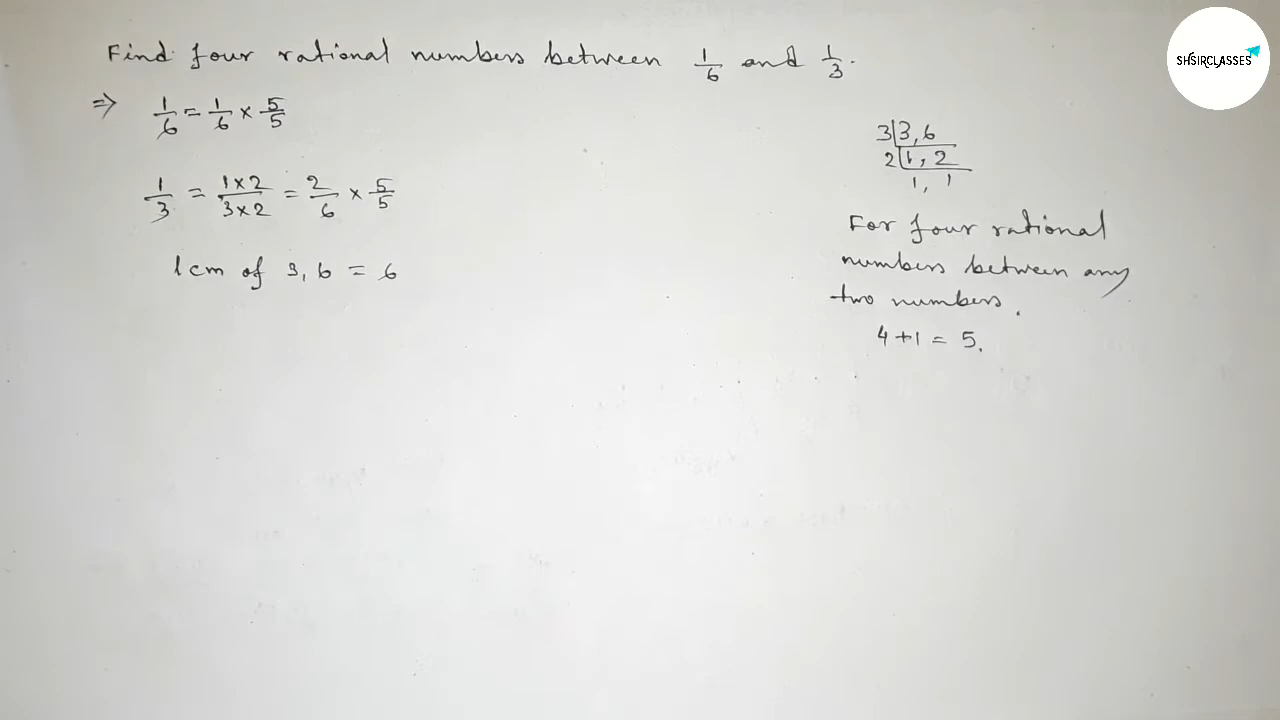 Find four rational numbers between 1/6 and 1/3.
⇒ 1/6 = 1/6 × 5/5
1/3 = 1×2/3×2 = 2/6 × 5/5
lcm of 3, 6 = 6
SHSIRCLASSES
3|3, 6
2|1, 2
1, 1
For four rational
numbers between any
two numbers.
4+1 = 5.